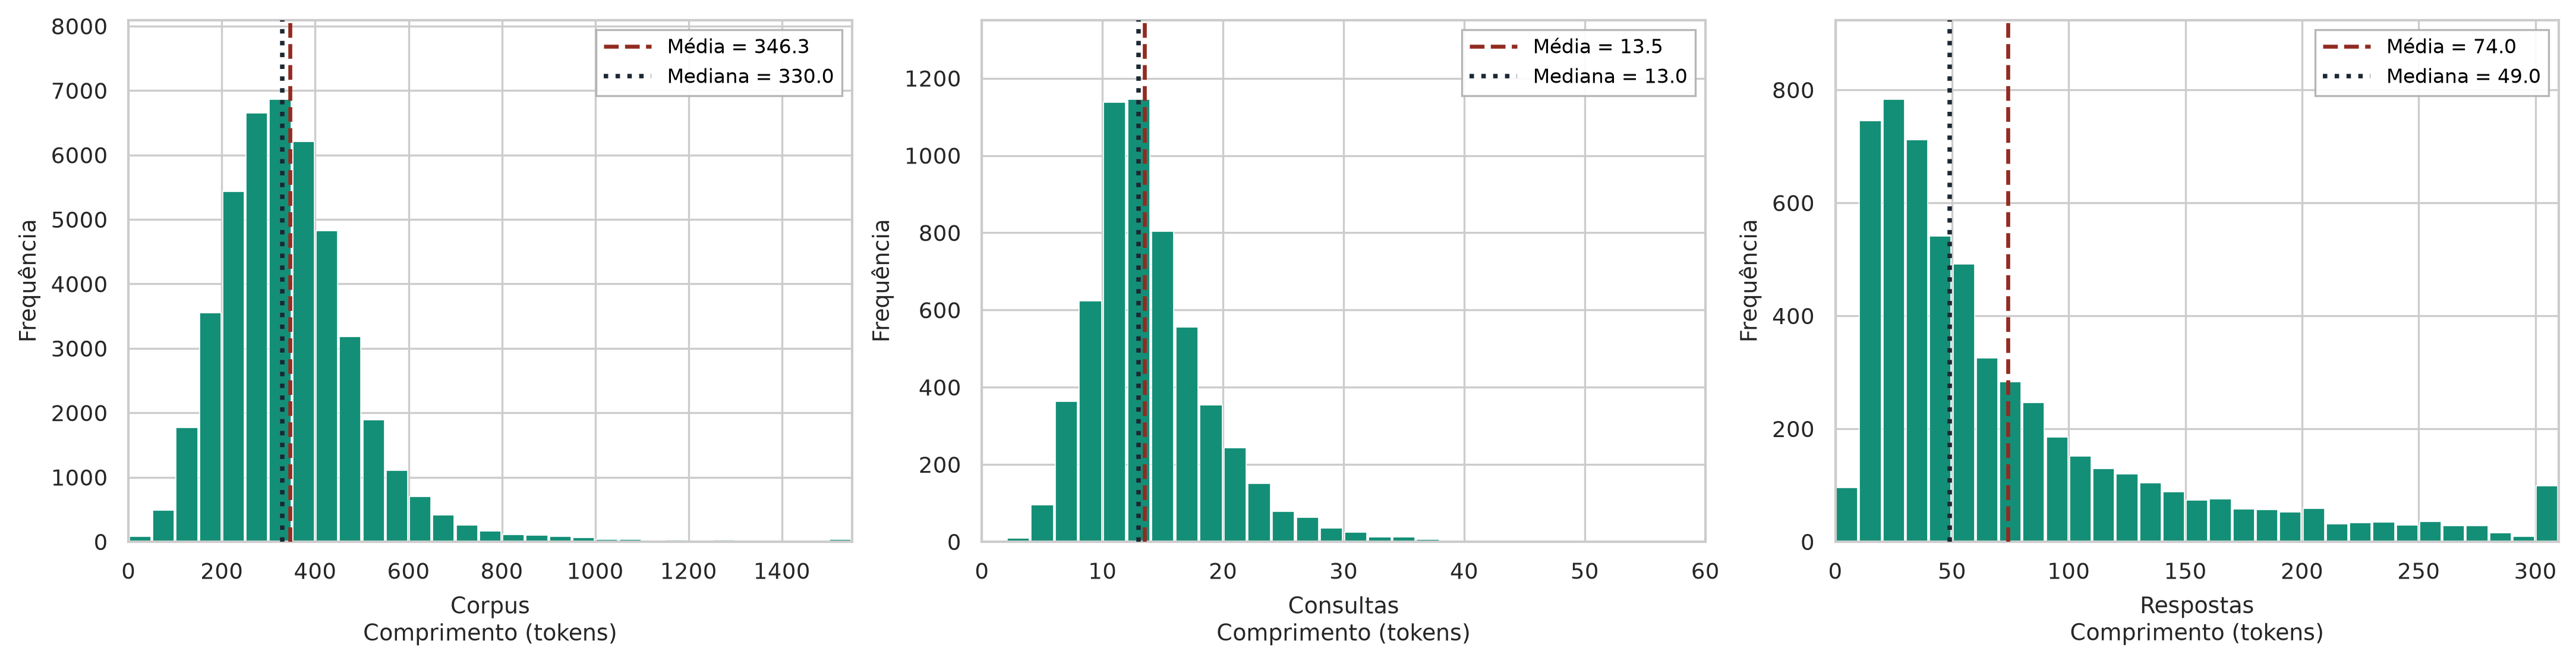 8000
7000
6000
5000
4000
3000
2000
1000
0
Frequência
Média = 346.3
Mediana = 330.0
0 200 400 600 800 1000 1200 1400
Corpus
Comprimento (tokens)
1200
1000
800
600
400
200
0
Frequência
Média = 13.5
Mediana = 13.0
0 10 20 30 40 50 60
Consultas
Comprimento (tokens)
800
600
400
200
0
Frequência
Média = 74.0
Mediana = 49.0
0 50 100 150 200 250 300
Respostas
Comprimento (tokens)